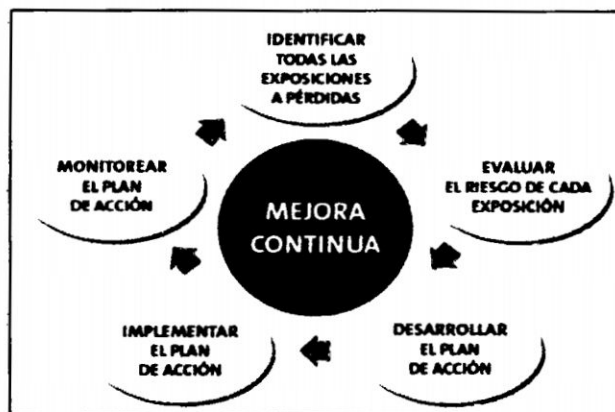 IDENTIFICAR
TODAS LAS
EXPOSICIONES
A PÉRDIDAS
EVALUAR
EL RIESGO DE CADA
EXPOSICIÓN
DESARROLLAR
EL PLAN
DE ACCIÓN
IMPLEMENTAR
EL PLAN
DE ACCIÓN
MONITOREAR
EL PLAN
DE ACCIÓN
MEJORA
CONTINUA